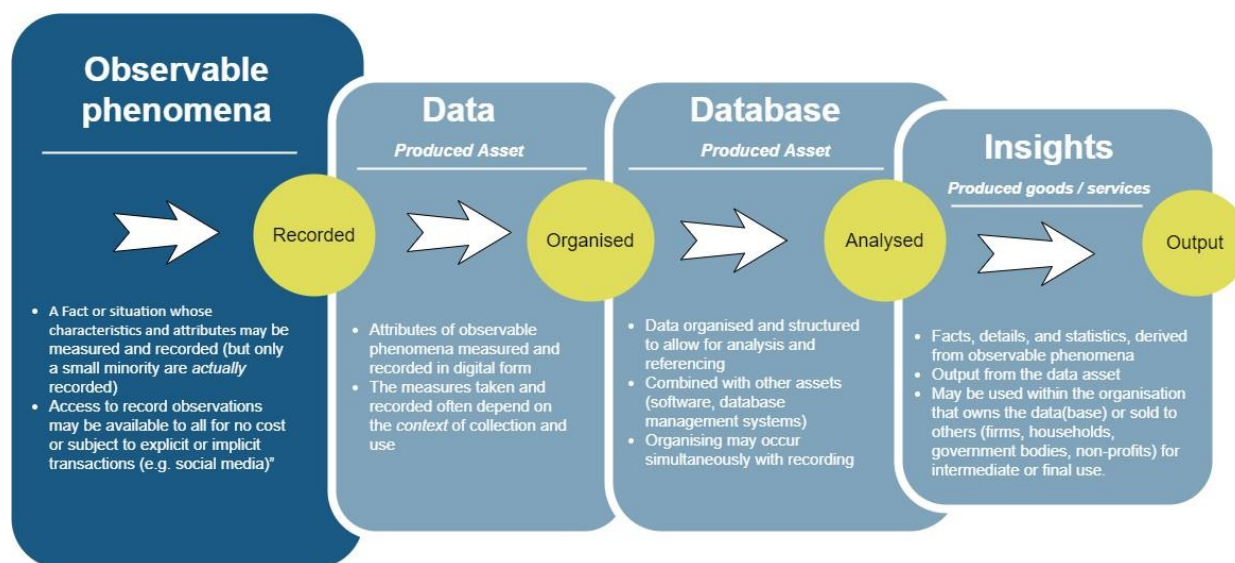 Observable
phenomena
Recorded
• A Fact or situation whose
characteristics and attributes may be
measured and recorded (but only
a small minority are actually
recorded)
• Access to record observations
may be available to all for no cost
or subject to explicit or implicit
transactions (e.g. social media)”
Data
Produced Asset
Organised
• Attributes of observable
phenomena measured and
recorded in digital form
• The measures taken and
recorded often depend on
the context of collection and
use
Database
Produced Asset
Analysed
• Data organised and structured
to allow for analysis and
referencing
• Combined with other assets
(software, database
management systems)
• Organising may occur
simultaneously with recording
Insights
Produced goods / services
Output
• Facts, details, and statistics, derived
from observable phenomena
• Output from the data asset
• May be used within the organisation
that owns the data(base) or sold to
others (firms, households,
government bodies, non-profits) for
intermediate or final use.